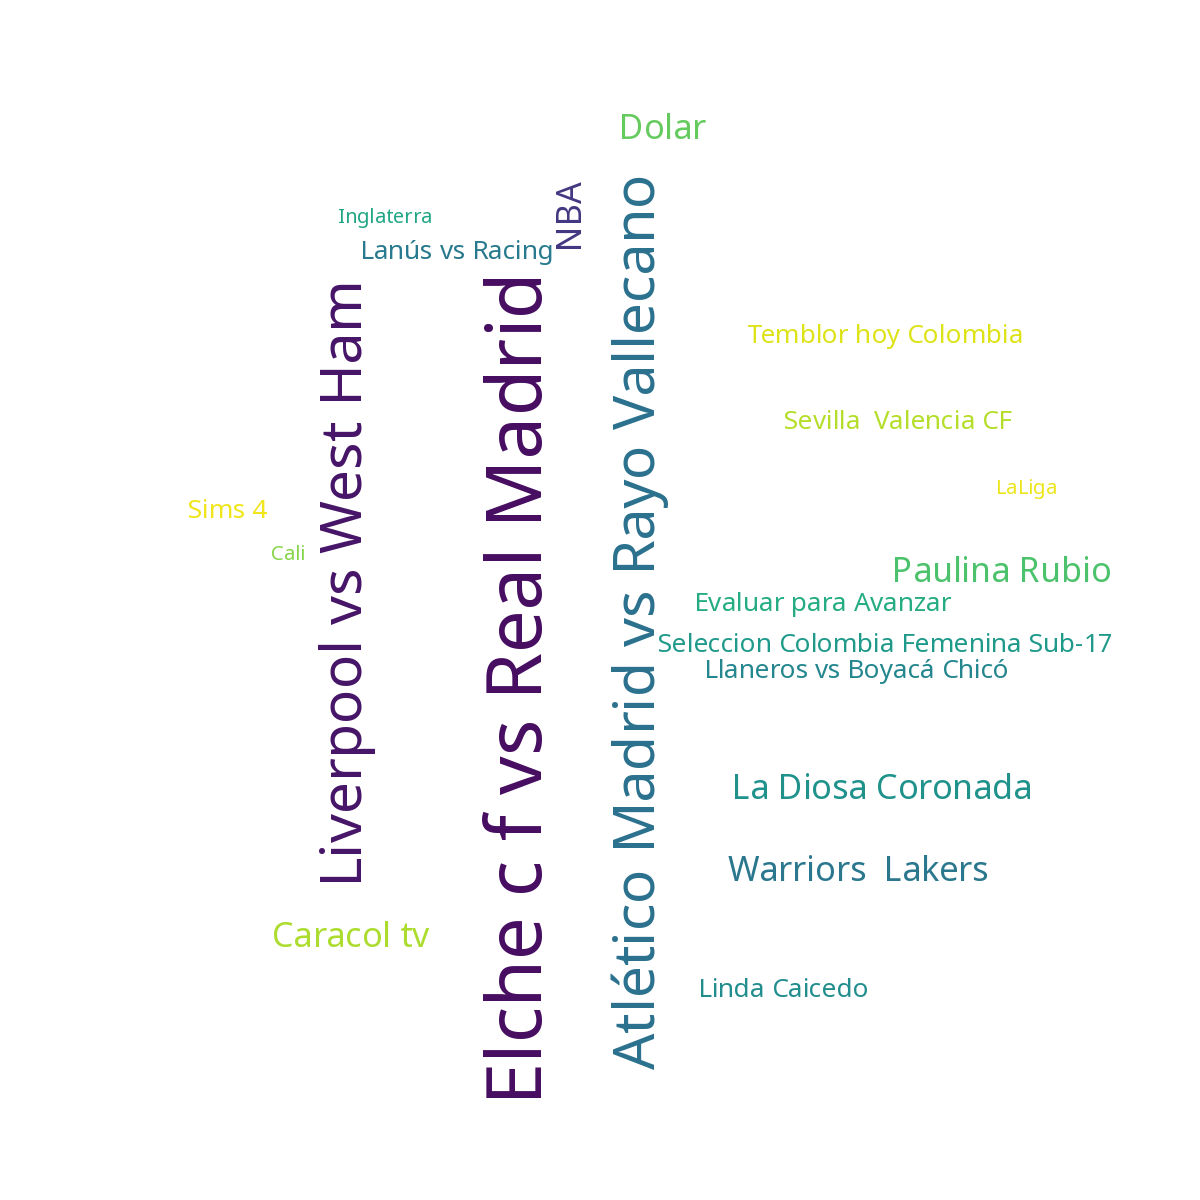 Dolar
NBA
Inglaterra
Lanús vs Racing
Liverpool vs West Ham
Elche c f vs Real Madrid
Atlético Madrid vs Rayo Vallecano
Temblor hoy Colombia
Sevilla  Valencia CF
LaLiga
Sims 4
Cali
Paulina Rubio
Evaluar para Avanzar
Seleccion Colombia Femenina Sub-17
Llaneros vs Boyacá Chicó
La Diosa Coronada
Warriors  Lakers
Caracol tv
Linda Caicedo